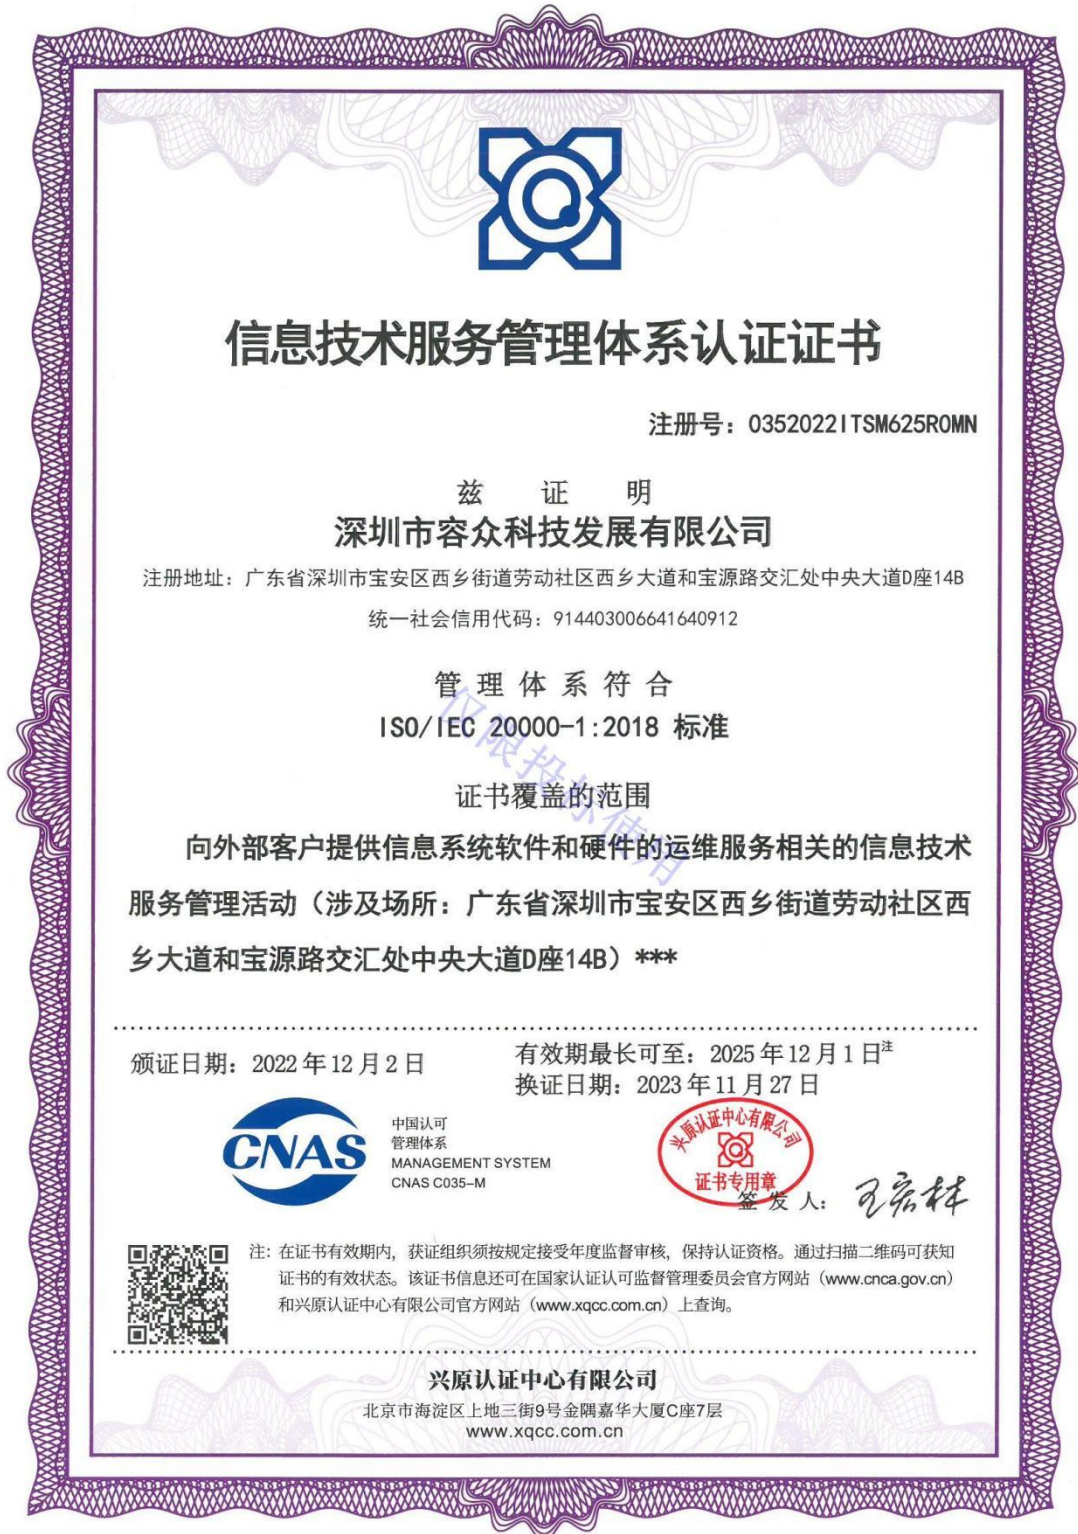 信息技术服务管理体系认证证书
注册号：0352022ITSM625R0MN
兹 证 明
深圳市容众科技发展有限公司
注册地址：广东省深圳市宝安区西乡街道劳动社区西乡大道和宝源路交汇处中央大道D座14B
统一社会信用代码：914403006641640912
管 理 体 系 符 合
ISO/IEC 20000-1:2018 标准
仅限投标使用
证书覆盖的范围
向外部客户提供信息系统软件和硬件的运维服务相关的信息技术
服务管理活动（涉及场所：广东省深圳市宝安区西乡街道劳动社区西
乡大道和宝源路交汇处中央大道D座14B）***
颁证日期：2022年12月2日
有效期最长可至：2025年12月1日注
换证日期：2023年11月27日
CNAS
中国认可
管理体系
MANAGEMENT SYSTEM
CNAS C035-M
兴原认证中心有限公司
证书专用章
签 发 人：王宏林
注：在证书有效期内，获证组织须按规定接受年度监督审核，保持认证资格。通过扫描二维码可获知
证书的有效状态。该证书信息还可在国家认证认可监督管理委员会官方网站（www.cnca.gov.cn）
和兴原认证中心有限公司官方网站（www.xqcc.com.cn）上查询。
兴原认证中心有限公司
北京市海淀区上地三街9号金隅嘉华大厦C座7层
www.xqcc.com.cn